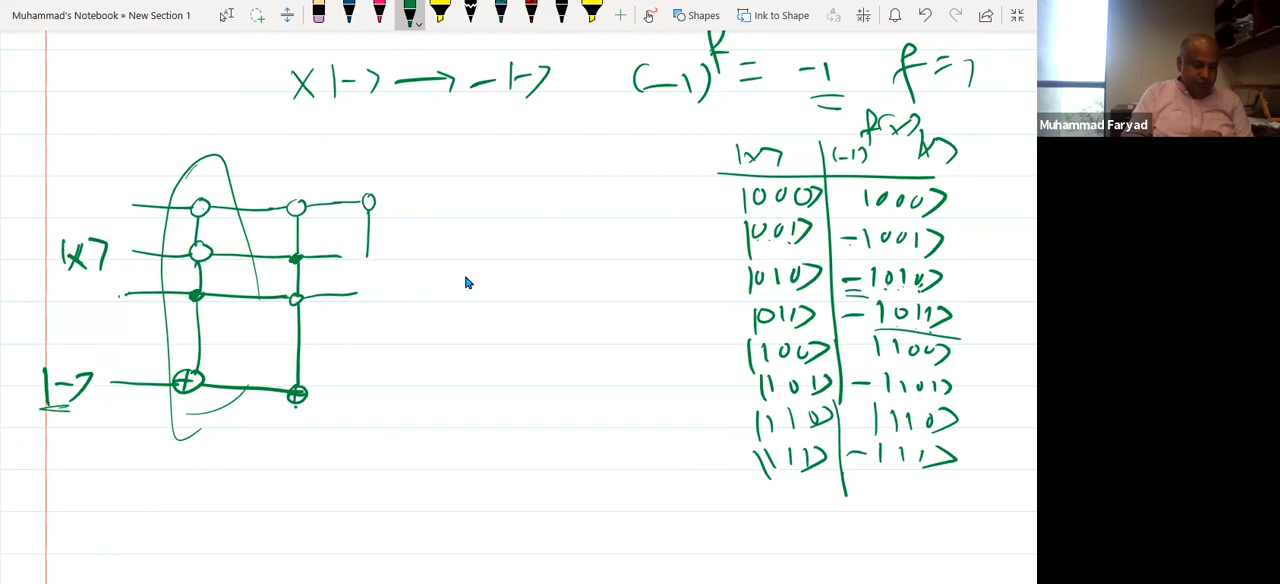 Muhammad's Notebook » New Section 1
Shapes
Ink to Shape
Muhammad Faryad
X |-> ⟶ - |->
(-1)^f = -1
f = 1
|x> (-1)^f(x) |x>
|000> |000>
|001> -|001>
|010> -|010>
|011> -|011>
|100> |100>
|101> -|101>
|110> |110>
|111> -|111>
|x>
|->